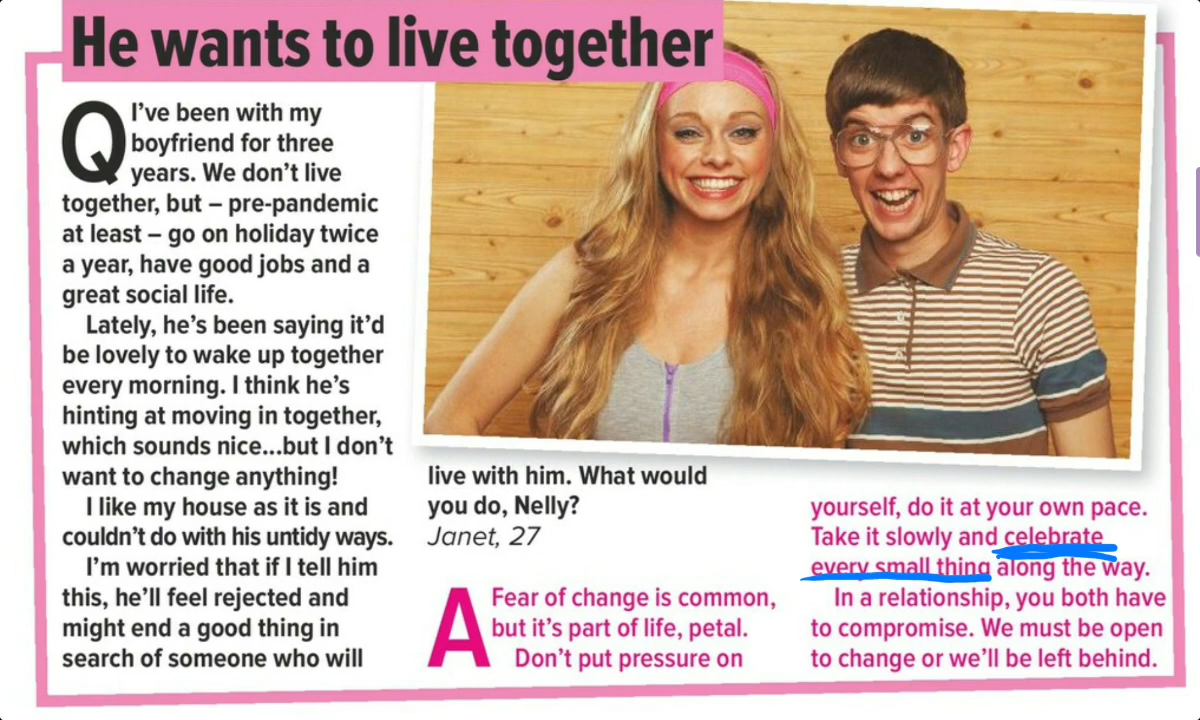 He wants to live together
Q I've been with my
boyfriend for three
years. We don't live
together, but – pre-pandemic
at least – go on holiday twice
a year, have good jobs and a
great social life.
Lately, he's been saying it'd
be lovely to wake up together
every morning. I think he's
hinting at moving in together,
which sounds nice...but I don't
want to change anything!
I like my house as it is and
couldn't do with his untidy ways.
I'm worried that if I tell him
this, he'll feel rejected and
might end a good thing in
search of someone who will
live with him. What would
you do, Nelly?
Janet, 27
A Fear of change is common,
but it's part of life, petal.
Don't put pressure on
yourself, do it at your own pace.
Take it slowly and celebrate
every small thing along the way.
In a relationship, you both have
to compromise. We must be open
to change or we'll be left behind.